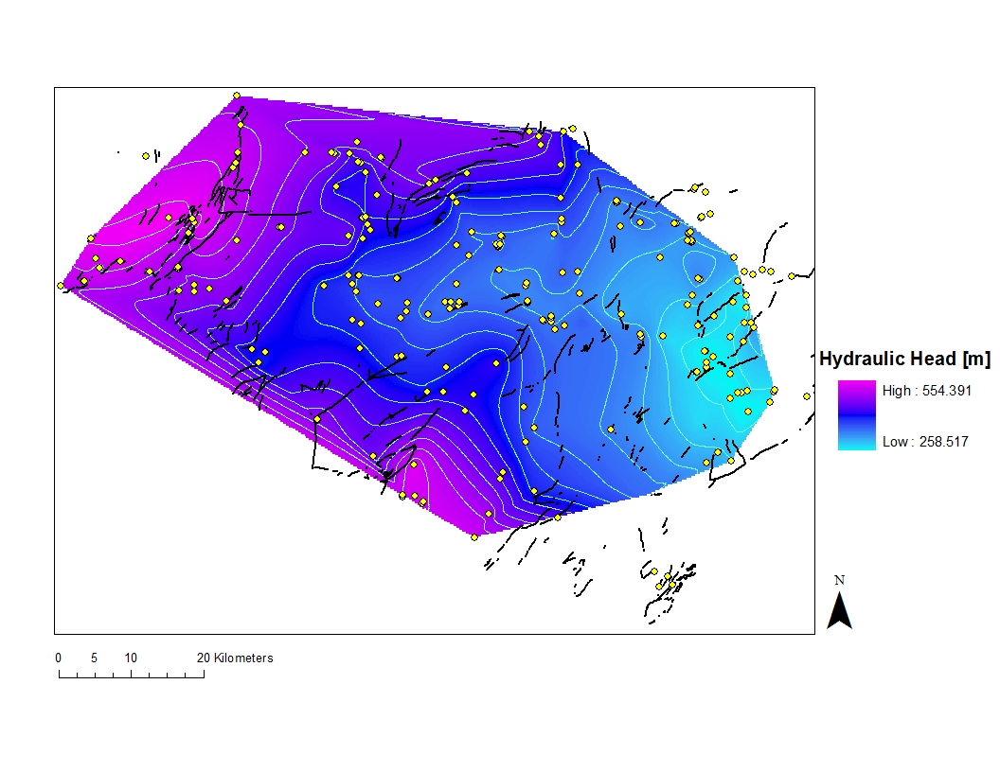 Hydraulic Head [m]
High : 554.391
Low : 258.517
N
0 5 10 20 Kilometers